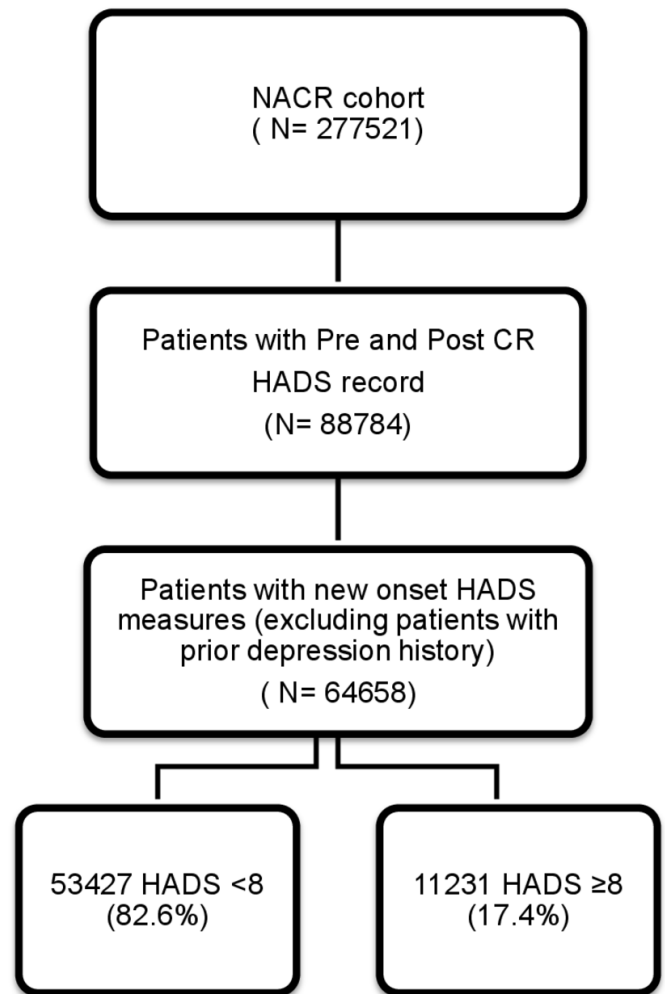 NACR cohort
( N= 277521)
Patients with Pre and Post CR
HADS record
(N= 88784)
Patients with new onset HADS
measures (excluding patients with
prior depression history)
( N= 64658)
53427 HADS <8
(82.6%)
11231 HADS ≥8
(17.4%)